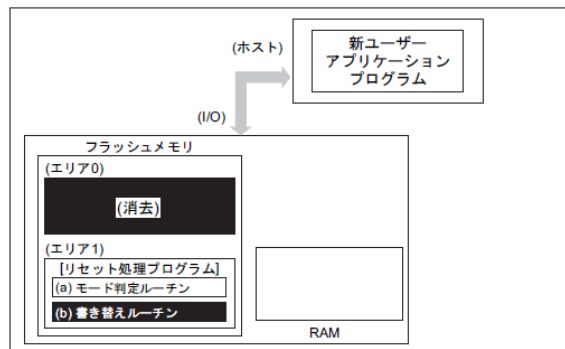 (ホスト)
新ユーザー
アプリケーション
プログラム
(I/O)
フラッシュメモリ
(エリア0)
(消去)
(エリア1)
[リセット処理プログラム]
(a) モード判定ルーチン
(b) 書き替えルーチン
RAM